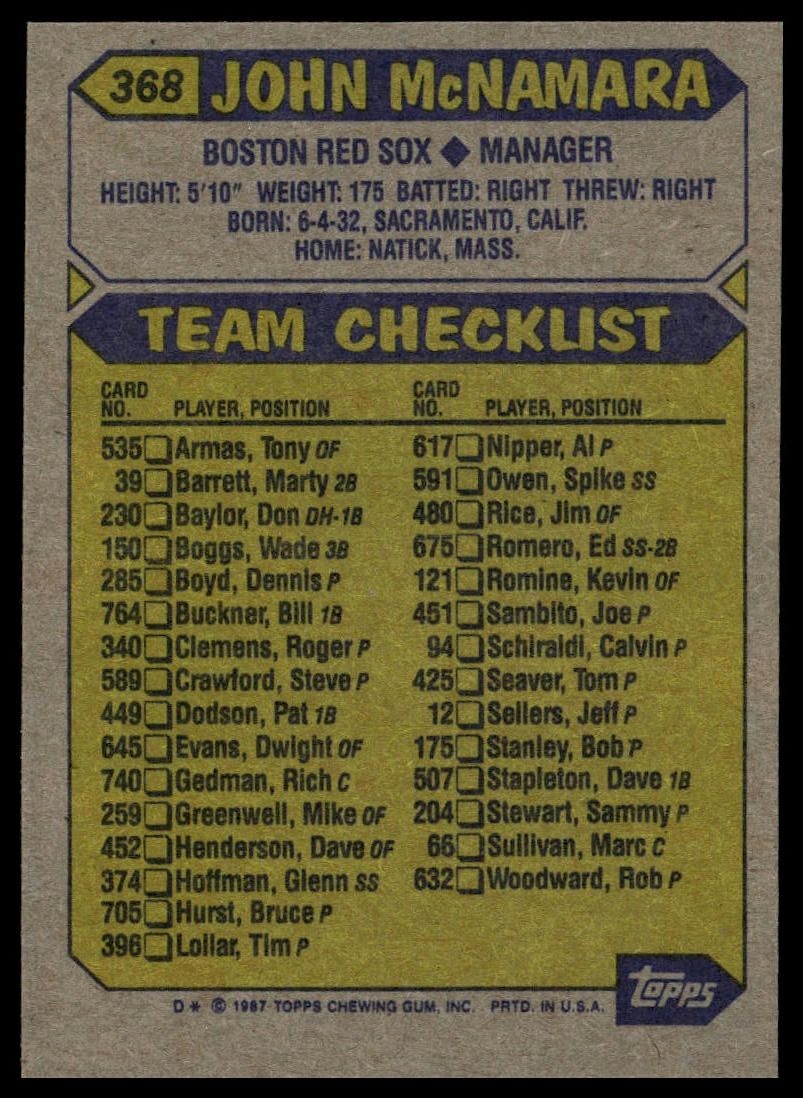 368 JOHN McNAMARA
BOSTON RED SOX ◆ MANAGER
HEIGHT: 5'10" WEIGHT: 175 BATTED: RIGHT THREW: RIGHT
BORN: 6-4-32, SACRAMENTO, CALIF.
HOME: NATICK, MASS.
TEAM CHECKLIST
CARD
NO. PLAYER, POSITION
535 Armas, Tony OF
39 Barrett, Marty 2B
230 Baylor, Don DH-1B
150 Boggs, Wade 3B
285 Boyd, Dennis P
764 Buckner, Bill 1B
340 Clemens, Roger P
589 Crawford, Steve P
449 Dodson, Pat 1B
645 Evans, Dwight OF
740 Gedman, Rich C
259 Greenwell, Mike OF
452 Henderson, Dave OF
374 Hoffman, Glenn SS
705 Hurst, Bruce P
396 Lollar, Tim P
CARD
NO. PLAYER, POSITION
617 Nipper, Al P
591 Owen, Spike SS
480 Rice, Jim OF
675 Romero, Ed SS-2B
121 Romine, Kevin OF
451 Sambito, Joe P
94 Schiraldi, Calvin P
425 Seaver, Tom P
12 Sellers, Jeff P
175 Stanley, Bob P
507 Stapleton, Dave 1B
204 Stewart, Sammy P
66 Sullivan, Marc C
632 Woodward, Rob P
D * © 1987 TOPPS CHEWING GUM, INC. PRTD. IN U.S.A.
topps